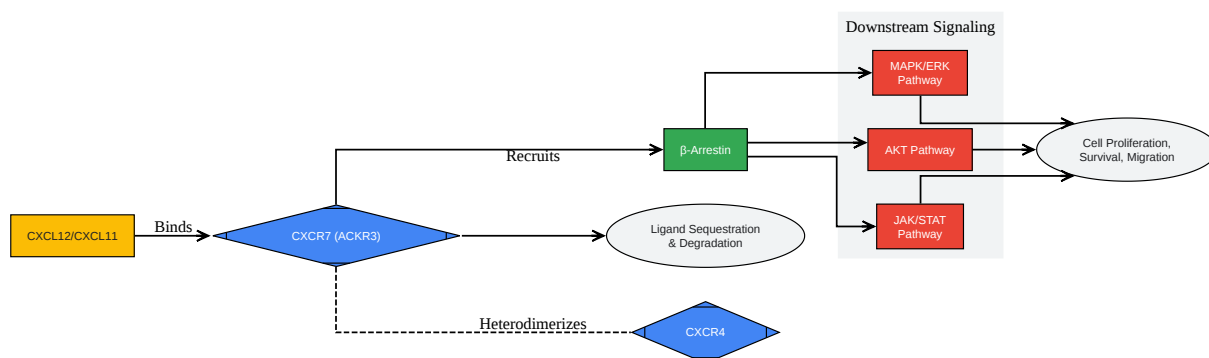 Downstream Signaling
MAPK/ERK
Pathway
Recruits
β-Arrestin
AKT Pathway
Cell Proliferation,
Survival, Migration
CXCL12/CXCL11
Binds
CXCR7 (ACKR3)
Ligand Sequestration
& Degradation
JAK/STAT
Pathway
Heterodimerizes
CXCR4